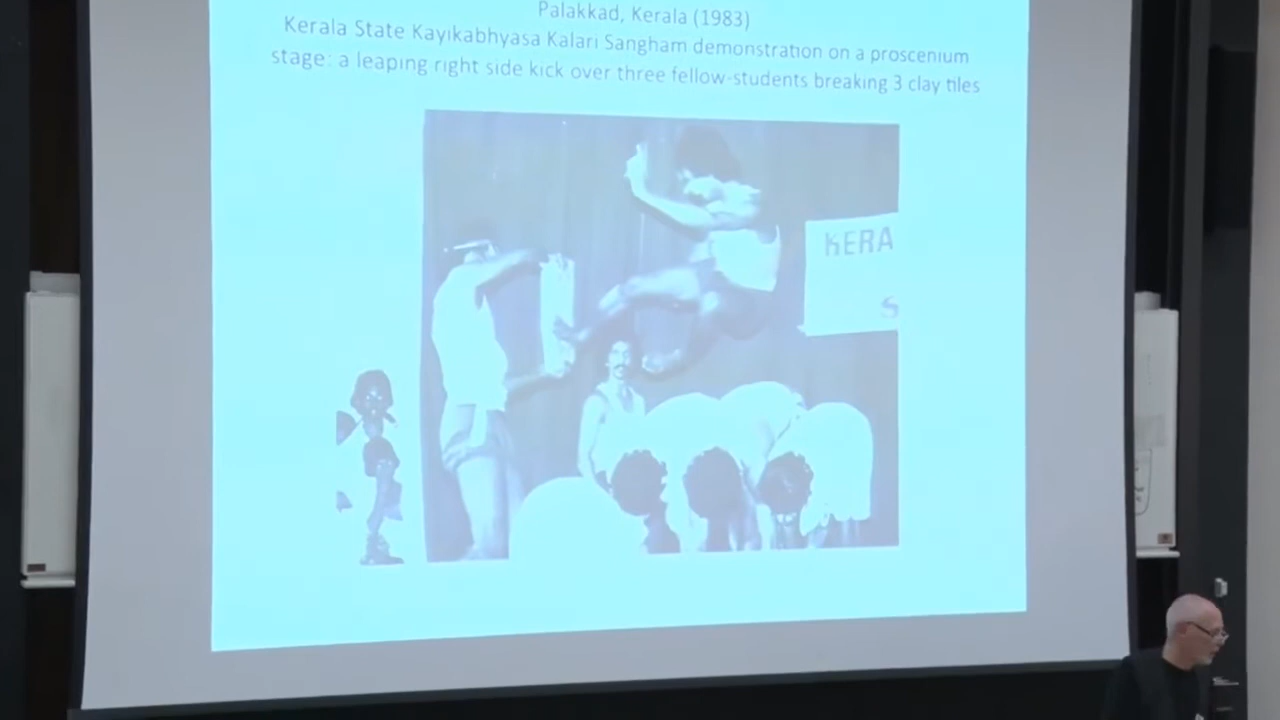 Palakkad, Kerala (1983)
Kerala State Kayikabhyasa Kalari Sangham demonstration on a proscenium
stage: a leaping right side kick over three fellow-students breaking 3 clay tiles
KERA
S